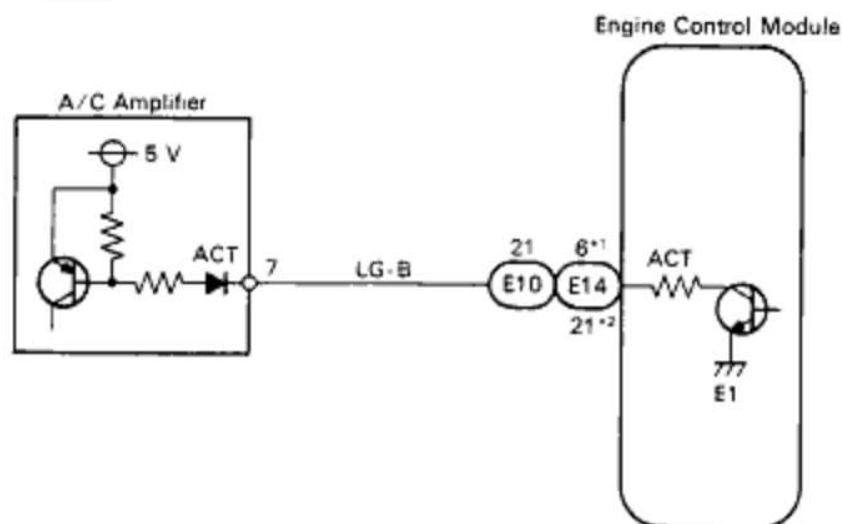 Engine Control Module
A/C Amplifier
5 V
ACT
7
LG-B
21
E10
6*1
E14
21*2
ACT
E1